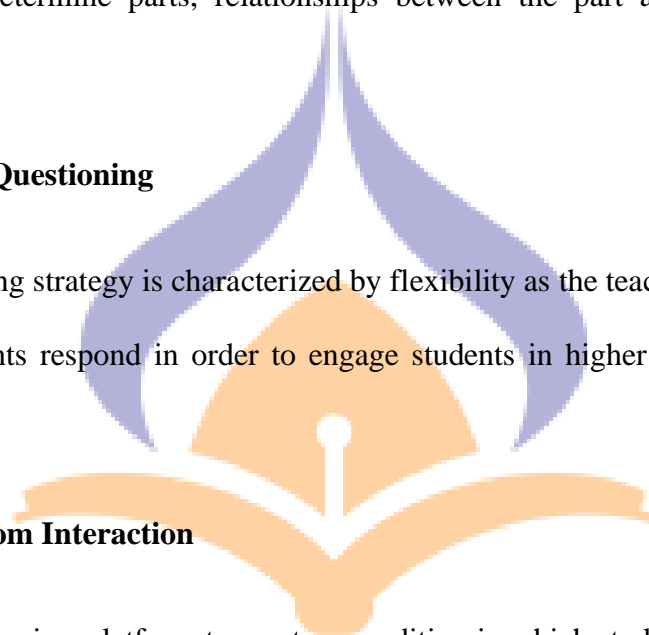 parts, relationships between the part a
Questioning
ng strategy is characterized by flexibility as the teac
nts respond in order to engage students in higher
om Interaction